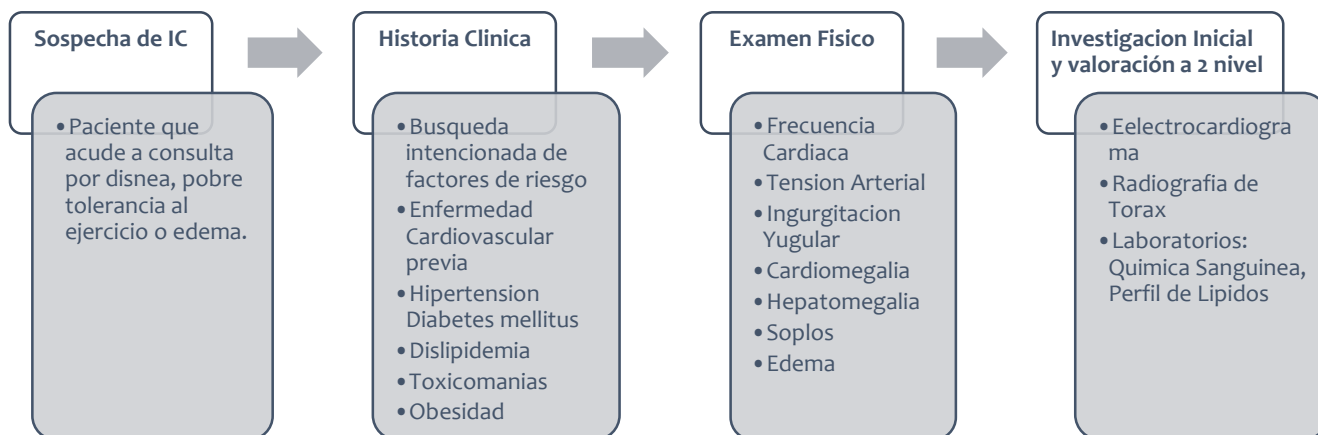 Sospecha de IC
• Paciente que
acude a consulta
por disnea, pobre
tolerancia al
ejercicio o edema.
Historia Clinica
• Busqueda
intencionada de
factores de riesgo
• Enfermedad
Cardiovascular
previa
• Hipertension
Diabetes mellitus
• Dislipidemia
• Toxicomanias
• Obesidad
Examen Fisico
• Frecuencia
Cardiaca
• Tension Arterial
• Ingurgitacion
Yugular
• Cardiomegalia
• Hepatomegalia
• Soplos
• Edema
Investigacion Inicial
y valoración a 2 nivel
• Eelectrocardiogra
ma
• Radiografia de
Torax
• Laboratorios:
Quimica Sanguinea,
Perfil de Lipidos